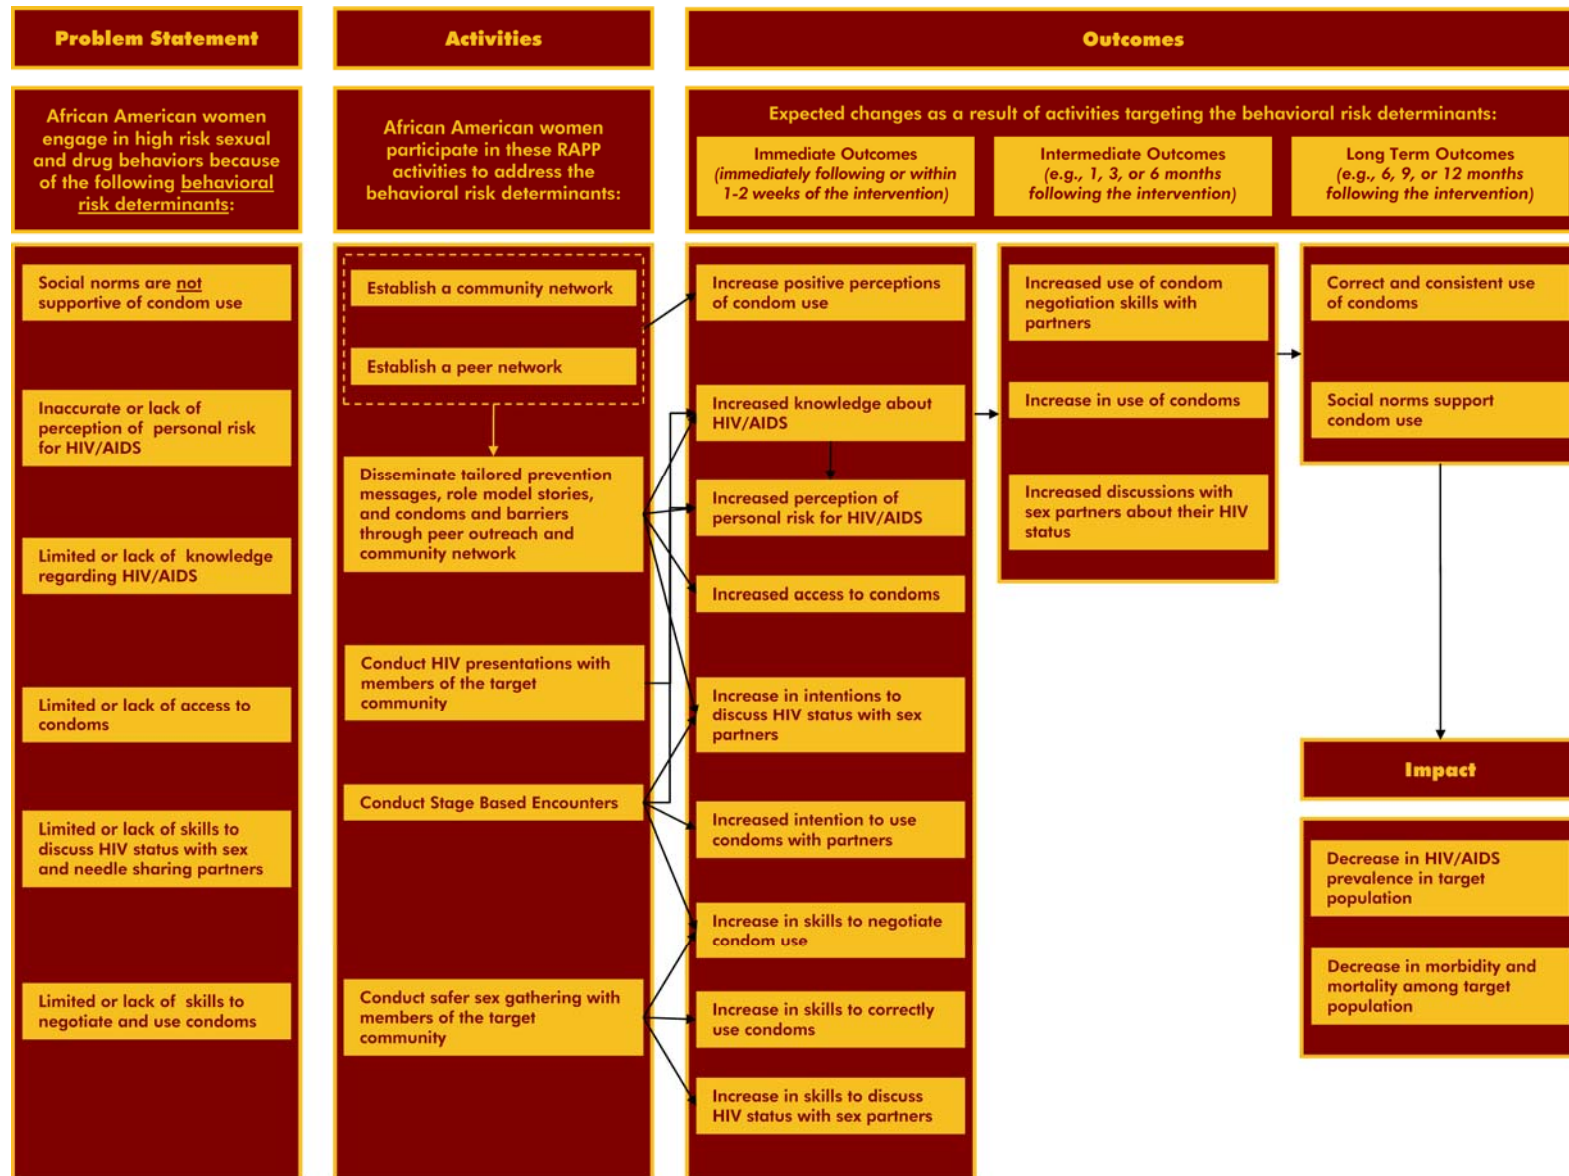 Problem Statement
Activities
Outcomes
African American women
engage in high risk sexual
and drug behaviors because
of the following behavioral
risk determinants:
African American women
participate in these RAPP
activities to address the
behavioral risk determinants:
Expected changes as a result of activities targeting the behavioral risk determinants:
Immediate Outcomes
(immediately following or within
1-2 weeks of the intervention)
Intermediate Outcomes
(e.g., 1, 3, or 6 months
following the intervention)
Long Term Outcomes
(e.g., 6, 9, or 12 months
following the intervention)
Social norms are not
supportive of condom use
Inaccurate or lack of
perception of personal risk
for HIV/AIDS
Limited or lack of knowledge
regarding HIV/AIDS
Limited or lack of access to
condoms
Limited or lack of skills to
discuss HIV status with sex
and needle sharing partners
Limited or lack of skills to
negotiate and use condoms
Establish a community network
Establish a peer network
Disseminate tailored prevention
messages, role model stories,
and condoms and barriers
through peer outreach and
community network
Conduct HIV presentations with
members of the target
community
Conduct Stage Based Encounters
Conduct safer sex gathering with
members of the target
community
Increase positive perceptions
of condom use
Increased knowledge about
HIV/AIDS
Increased perception of
personal risk for HIV/AIDS
Increased access to condoms
Increase in intentions to
discuss HIV status with sex
partners
Increased intention to use
condoms with partners
Increase in skills to negotiate
condom use
Increase in skills to correctly
use condoms
Increase in skills to discuss
HIV status with sex partners
Increased use of condom
negotiation skills with
partners
Increase in use of condoms
Increased discussions with
sex partners about their HIV
status
Correct and consistent use
of condoms
Social norms support
condom use
Impact
Decrease in HIV/AIDS
prevalence in target
population
Decrease in morbidity and
mortality among target
population